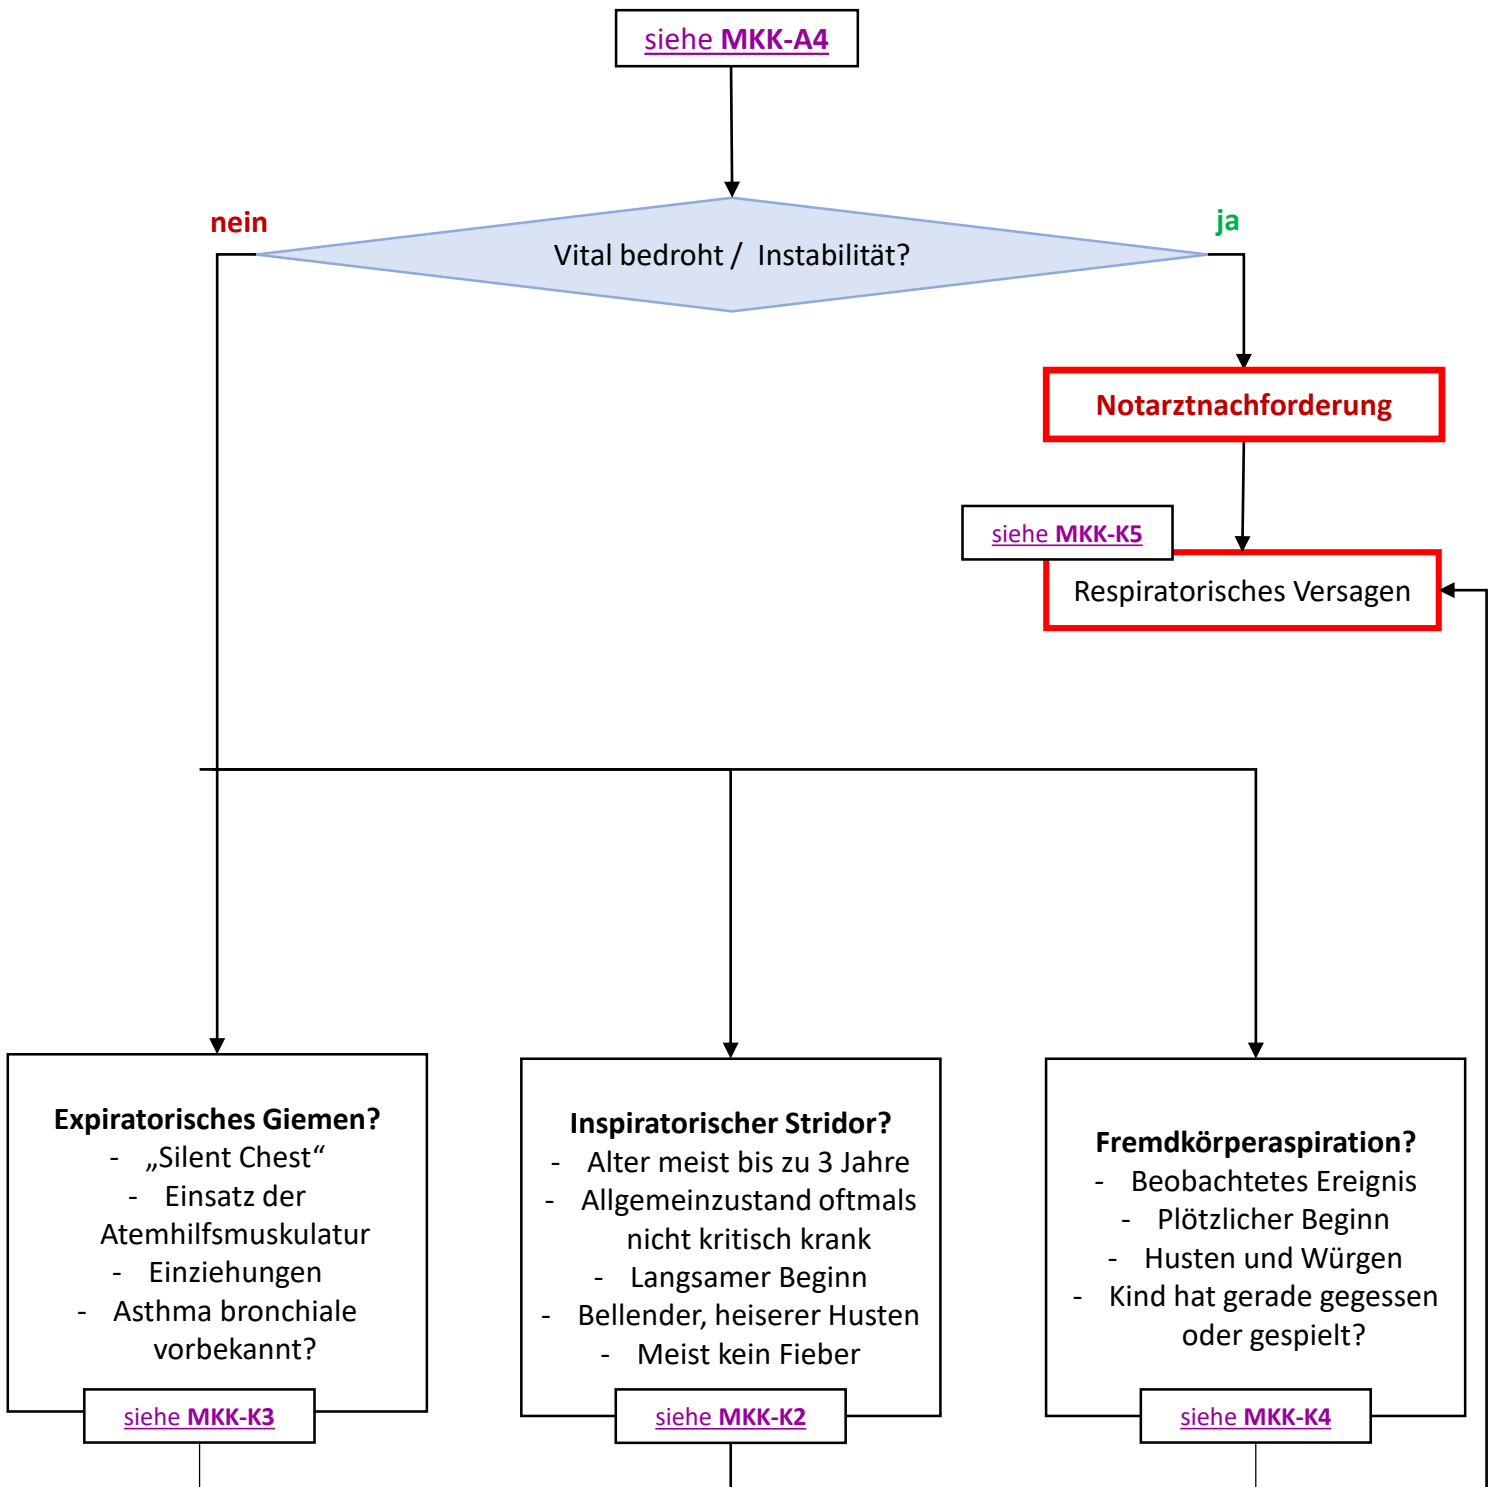 siehe MKK-A4
nein
ja
Vital bedroht / Instabilität?
Notarztnachforderung
siehe MKK-K5
Respiratorisches Versagen
Expiratorisches Giemen?
- „Silent Chest“
- Einsatz der
Atemhilfsmuskulatur
- Einziehungen
- Asthma bronchiale
vorbekannt?
siehe MKK-K3
Inspiratorischer Stridor?
- Alter meist bis zu 3 Jahre
- Allgemeinzustand oftmals
nicht kritisch krank
- Langsamer Beginn
- Bellender, heiserer Husten
- Meist kein Fieber
siehe MKK-K2
Fremdkörperaspiration?
- Beobachtetes Ereignis
- Plötzlicher Beginn
- Husten und Würgen
- Kind hat gerade gegessen
oder gespielt?
siehe MKK-K4